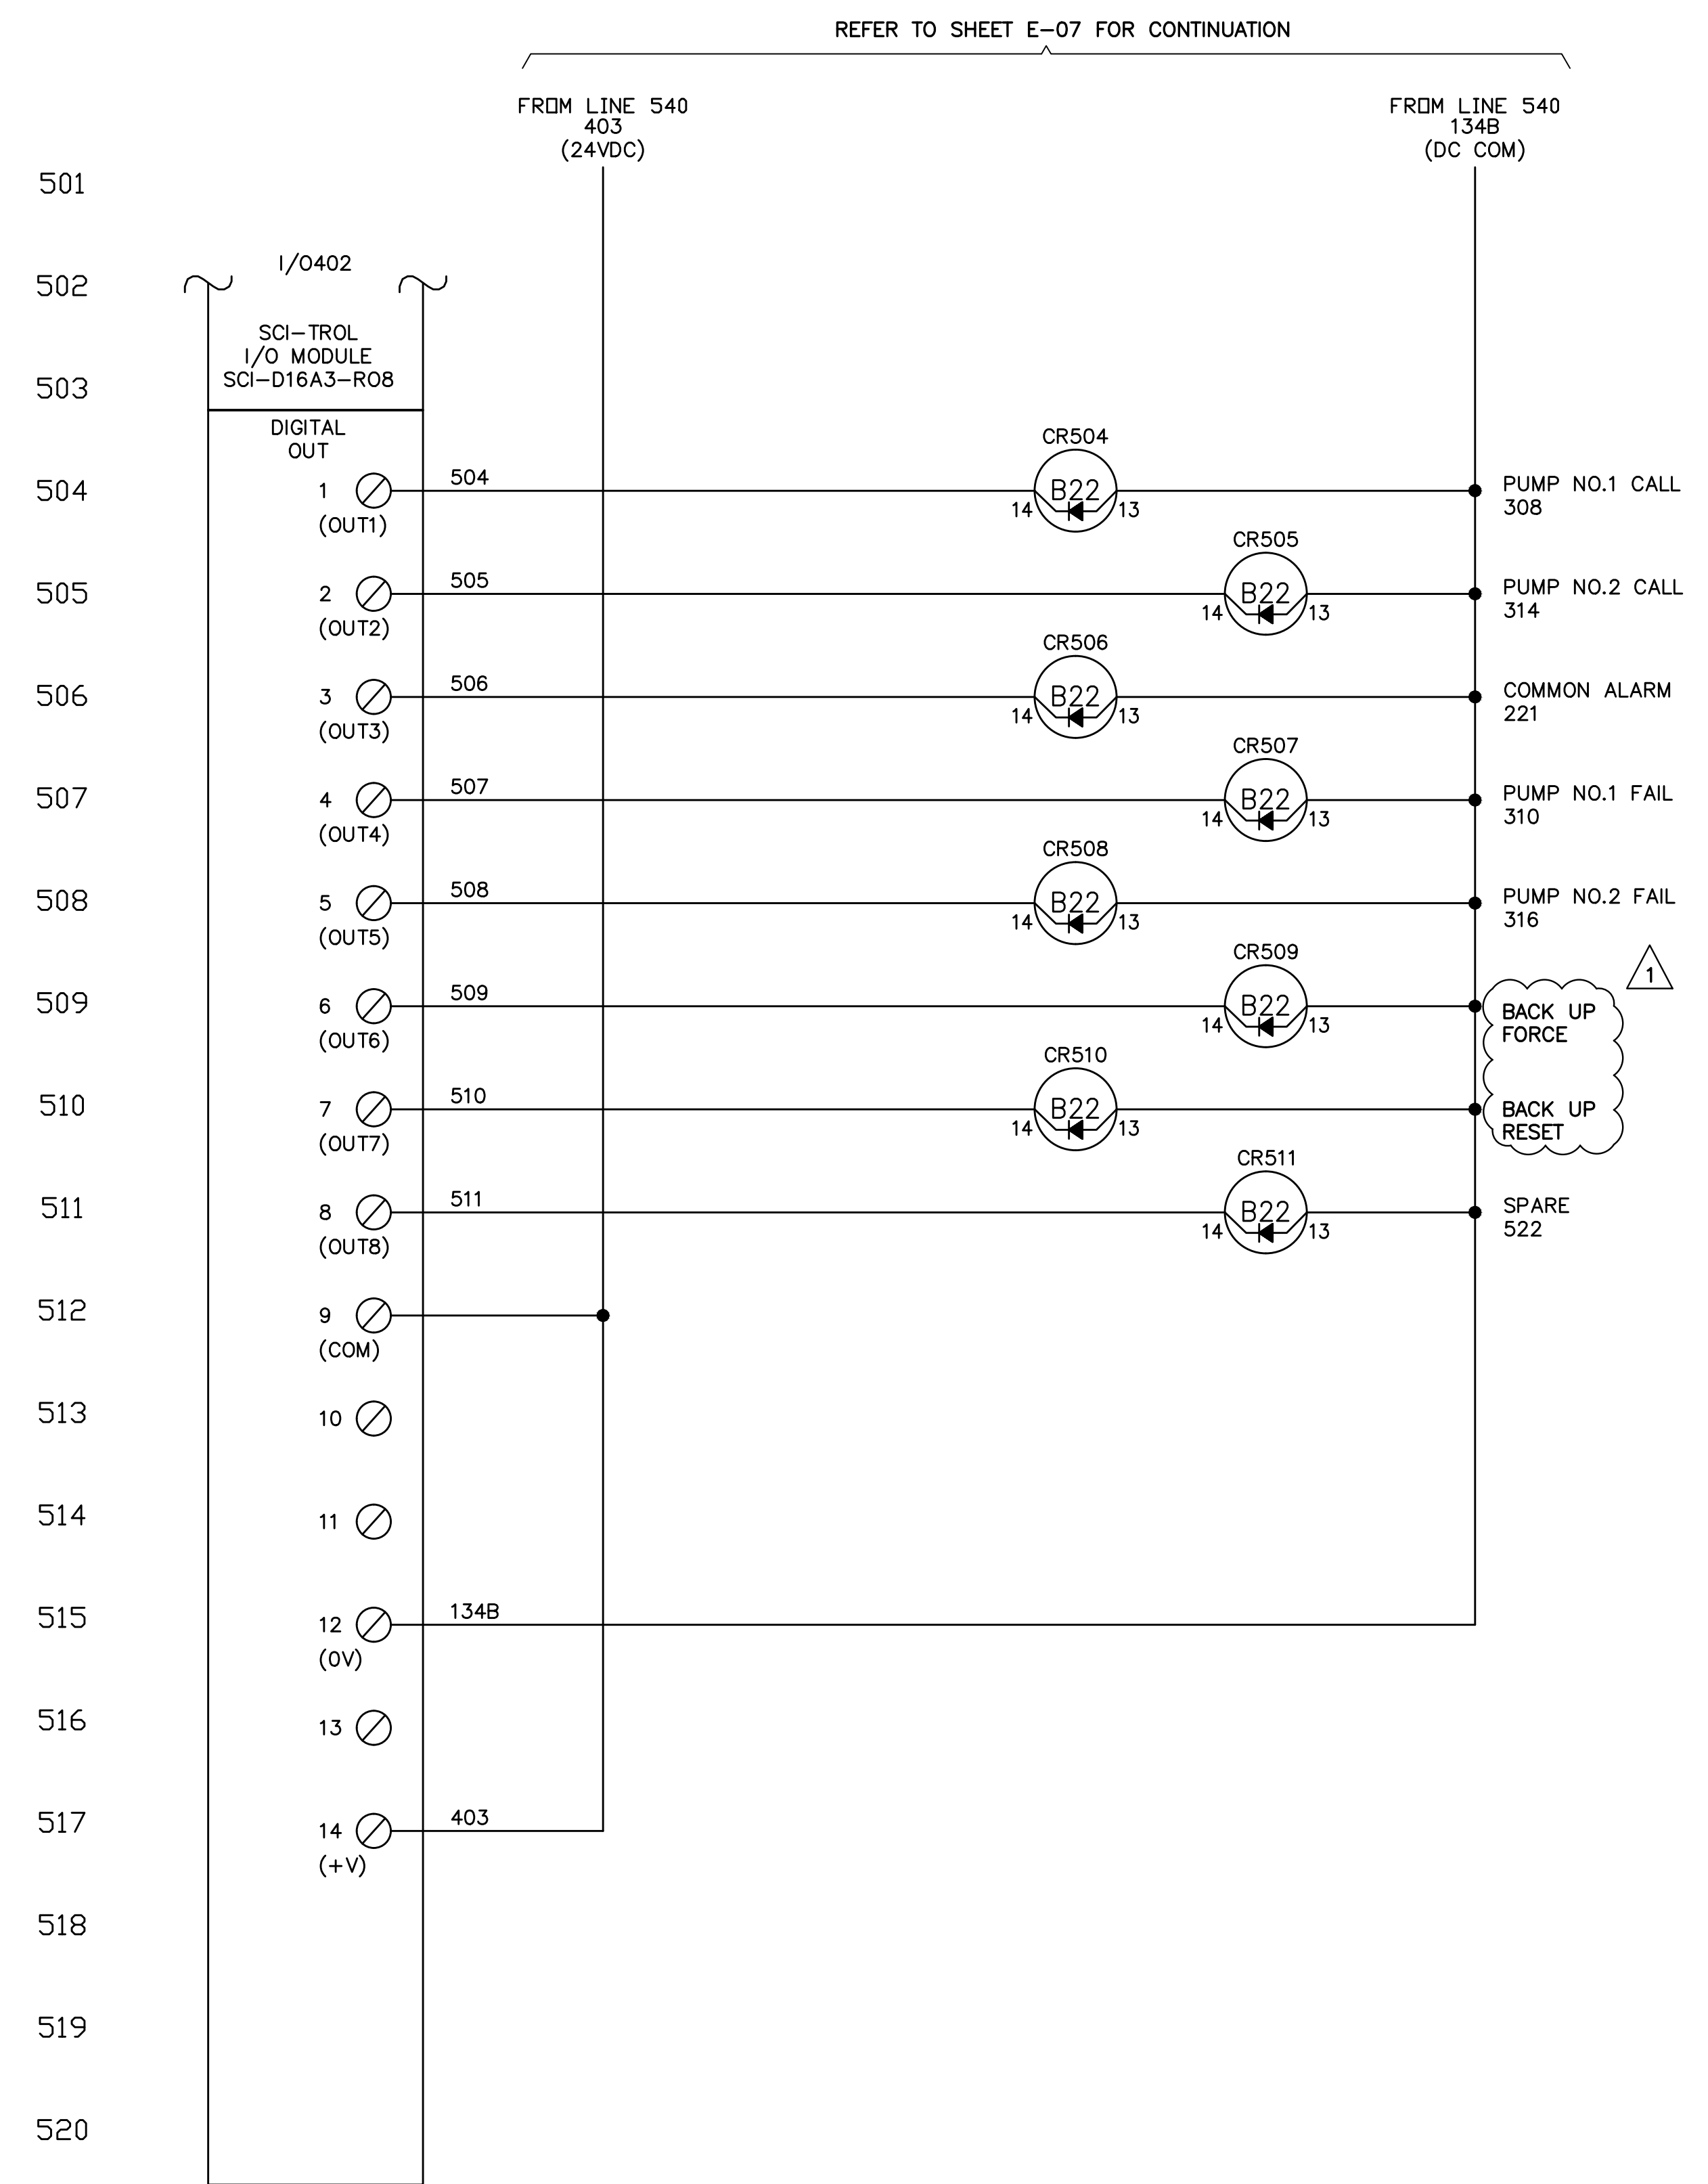 REFER TO SHEET E-07 FOR CONTINUATION
FROM LINE 540
403
(24VDC)
FROM LINE 540
134B
(DC COM)
501
502
I/O402
SCI-TROL
I/O MODULE
SCI-D16A3-RO8
503
DIGITAL
OUT
504
1
(OUT1)
504
CR504
B22
14
13
PUMP NO.1 CALL
308
505
2
(OUT2)
505
CR505
B22
14
13
PUMP NO.2 CALL
314
506
3
(OUT3)
506
CR506
B22
14
13
COMMON ALARM
221
507
4
(OUT4)
507
CR507
B22
14
13
PUMP NO.1 FAIL
310
508
5
(OUT5)
508
CR508
B22
14
13
PUMP NO.2 FAIL
316
1
509
6
(OUT6)
509
CR509
B22
14
13
BACK UP
FORCE
510
7
(OUT7)
510
CR510
B22
14
13
BACK UP
RESET
511
8
(OUT8)
511
CR511
B22
14
13
SPARE
522
512
9
(COM)
513
10
514
11
515
12
(0V)
134B
516
13
517
14
(+V)
403
518
519
520